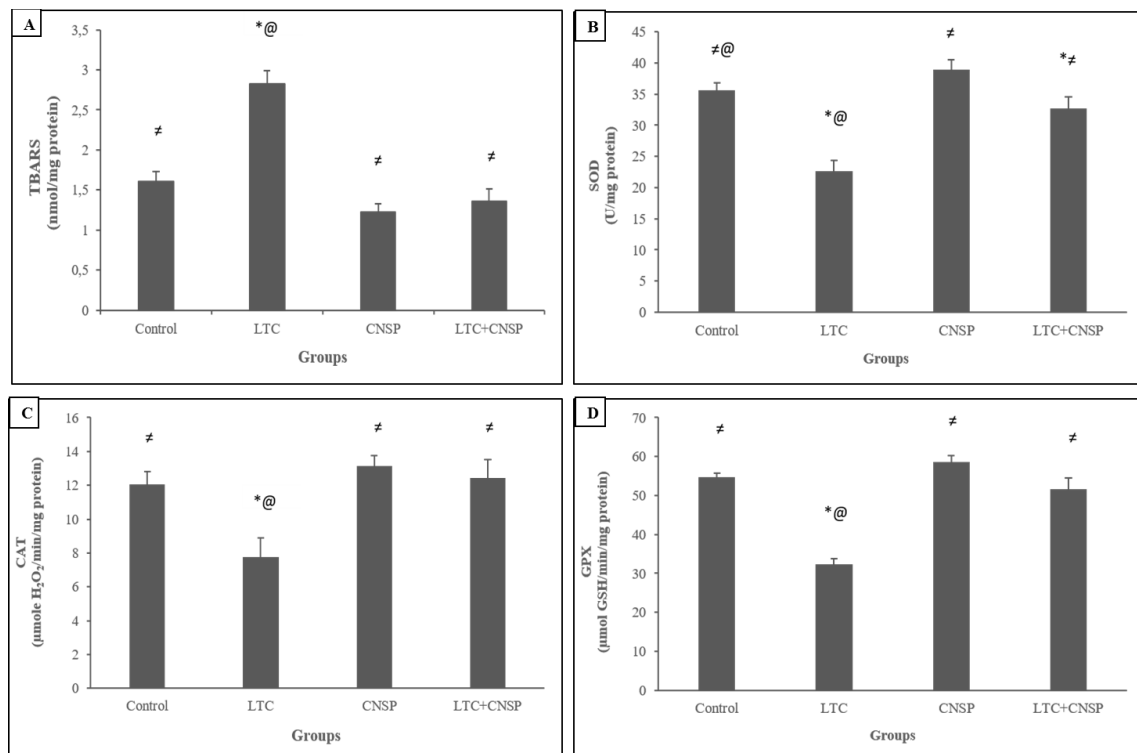 A
TBARS
(nmol/mg protein)
3,5
3
2,5
2
1,5
1
0,5
0
≠
*@
≠
≠
Control
LTC
CNSP
LTC+CNSP
Groups
B
SOD
(U/mg protein)
45
40
35
30
25
20
15
10
5
0
≠@
*@
≠
*≠
Control
LTC
CNSP
LTC+CNSP
Groups
C
CAT
(µmole H₂O₂/min/mg protein)
16
14
12
10
8
6
4
2
0
≠
*@
≠
≠
Control
LTC
CNSP
LTC+CNSP
Groups
D
GPX
(µmol GSH/min/mg protein)
70
60
50
40
30
20
10
0
≠
*@
≠
≠
Control
LTC
CNSP
LTC+CNSP
Groups